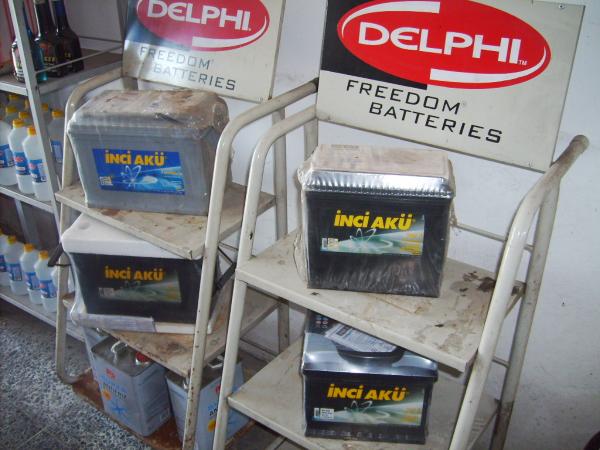 DELPHI
FREEDOM
BATTERIES
DELPHI
FREEDOM
BATTERIES
İNCİ AKÜ
İNCİ AKÜ
İNCİ AKÜ
İNCİ AKÜ